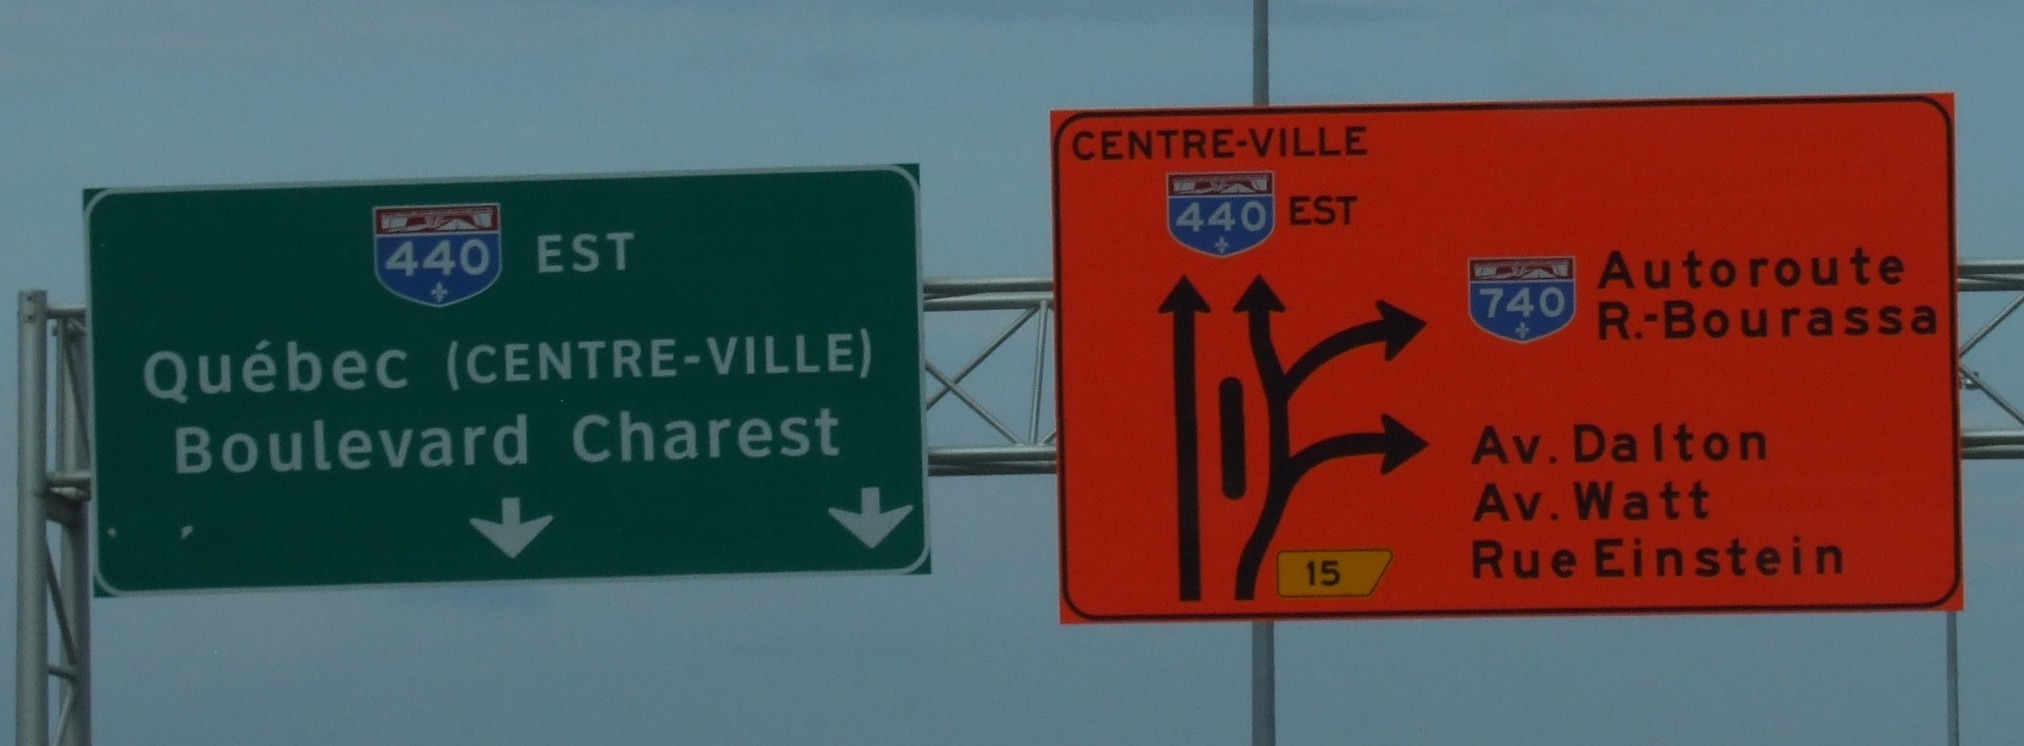 440 EST
Québec (CENTRE-VILLE)
Boulevard Charest
CENTRE-VILLE
440 EST
740 Autoroute
R.-Bourassa
Av. Dalton
Av. Watt
Rue Einstein
15